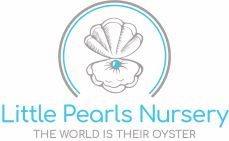 Little Pearls Nursery
THE WORLD IS THEIR OYSTER